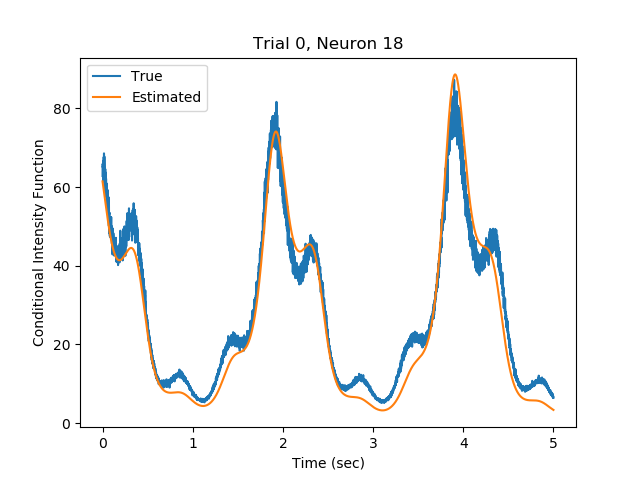 Trial 0, Neuron 18
True
Estimated
Conditional Intensity Function
80
60
40
20
0
0 1 2 3 4 5
Time (sec)